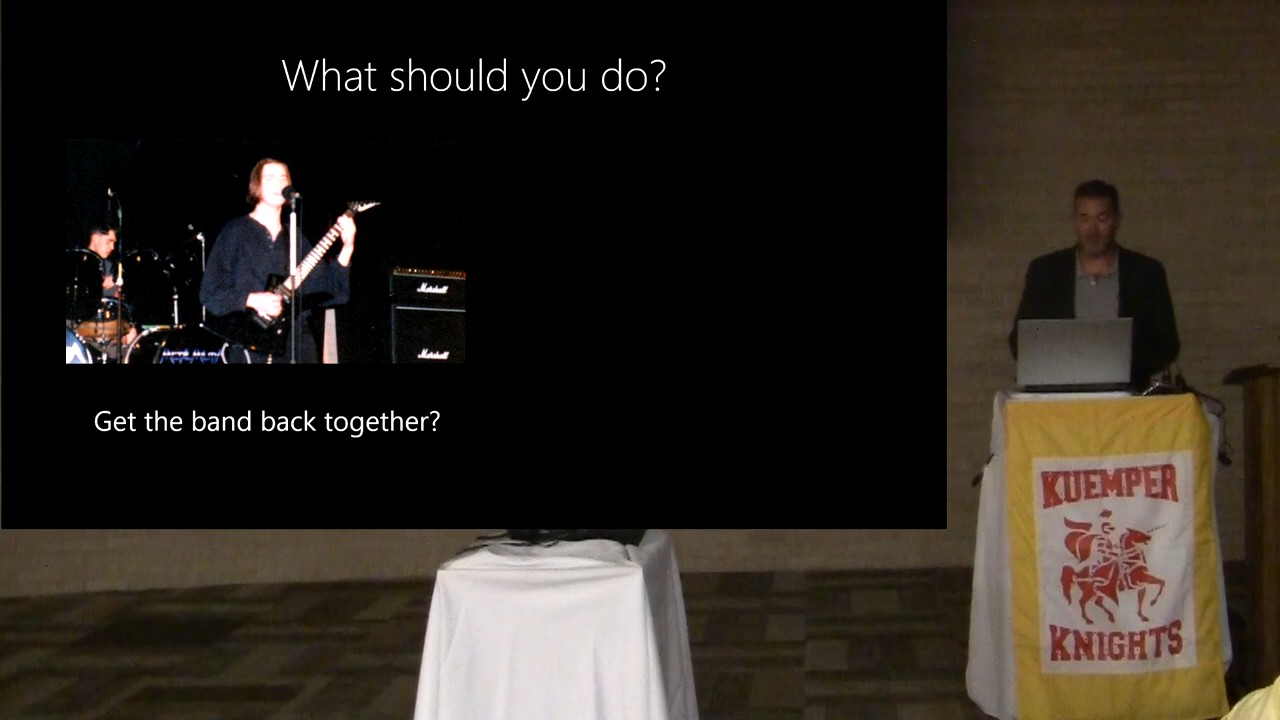 What should you do?
Marshall
Marshall
Get the band back together?
KUEMPER
KNIGHTS